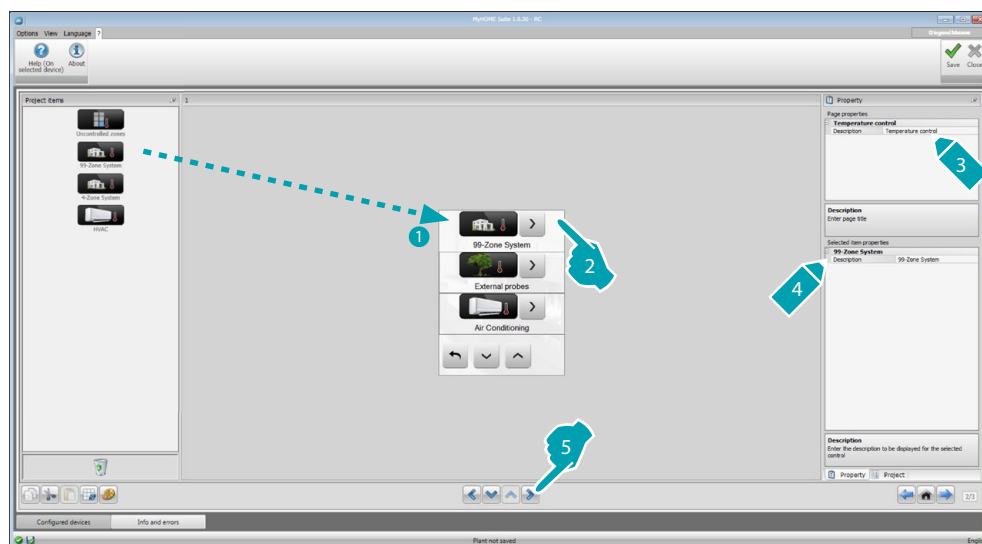 MyHOME Suite 1.0.30 - RC
Options View Language ?
Help (On
selected device)
About
Save
Close
Project items
1
Uncontrolled zones
99-Zone System
4-Zone System
HVAC
1
99-Zone System
External probes
Air Conditioning
2
5
Property
Page properties
Temperature control
Description Temperature control
3
Description
Enter page title
Selected item properties
99-Zone System
Description 99-Zone System
4
Description
Enter the description to be displayed for the selected
control
Property Project
2/3
Configured devices Info and errors
Plant not saved